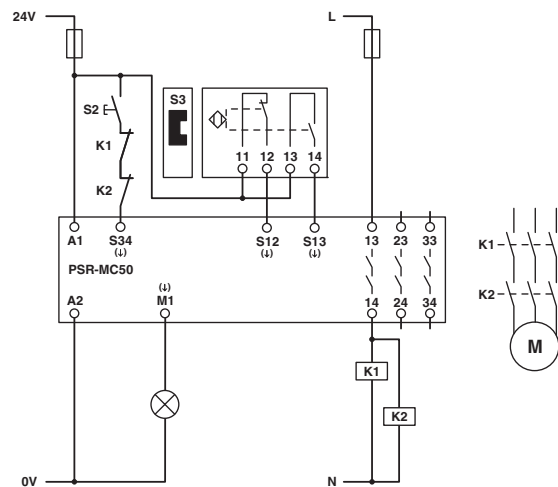 24V
L
S3
S2
K1
11 12 13 14
K2
A1 S34 S12 S13 13 23 33
(↓) (↓) (↓)
PSR-MC50
K1
(↓)
A2 M1 14 24 34
K2
M
K1
K2
0V
N